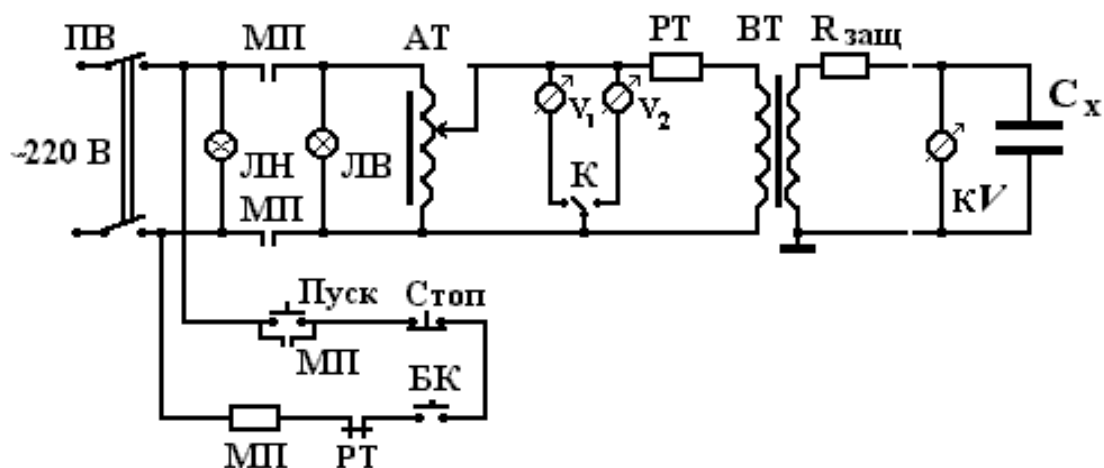 ПВ
МП
АТ
РТ
ВТ
R защ
~220 В
ЛН
ЛВ
V1
V2
К
КV
Cx
МП
Пуск
Стоп
МП
БК
МП
РТ